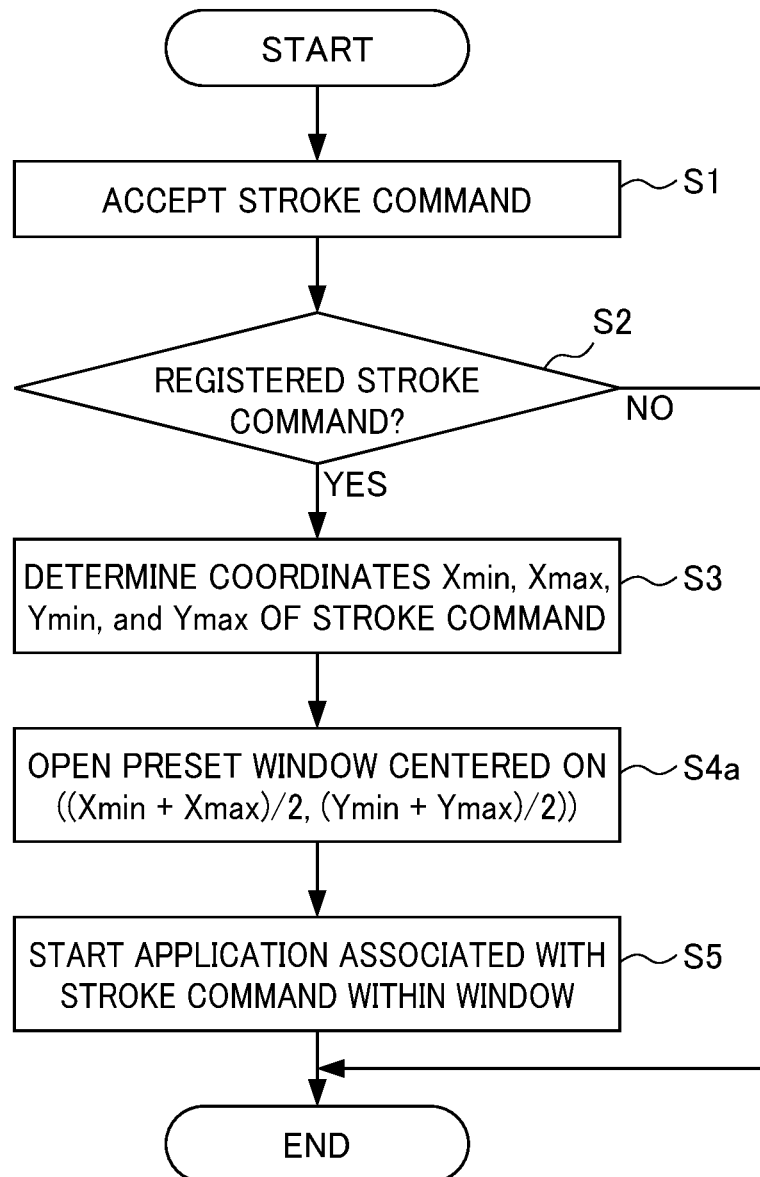 START
ACCEPT STROKE COMMAND
S1
REGISTERED STROKE
COMMAND?
S2
NO
YES
DETERMINE COORDINATES Xmin, Xmax,
Ymin, and Ymax OF STROKE COMMAND
S3
OPEN PRESET WINDOW CENTERED ON
((Xmin + Xmax)/2, (Ymin + Ymax)/2))
S4a
START APPLICATION ASSOCIATED WITH
STROKE COMMAND WITHIN WINDOW
S5
END